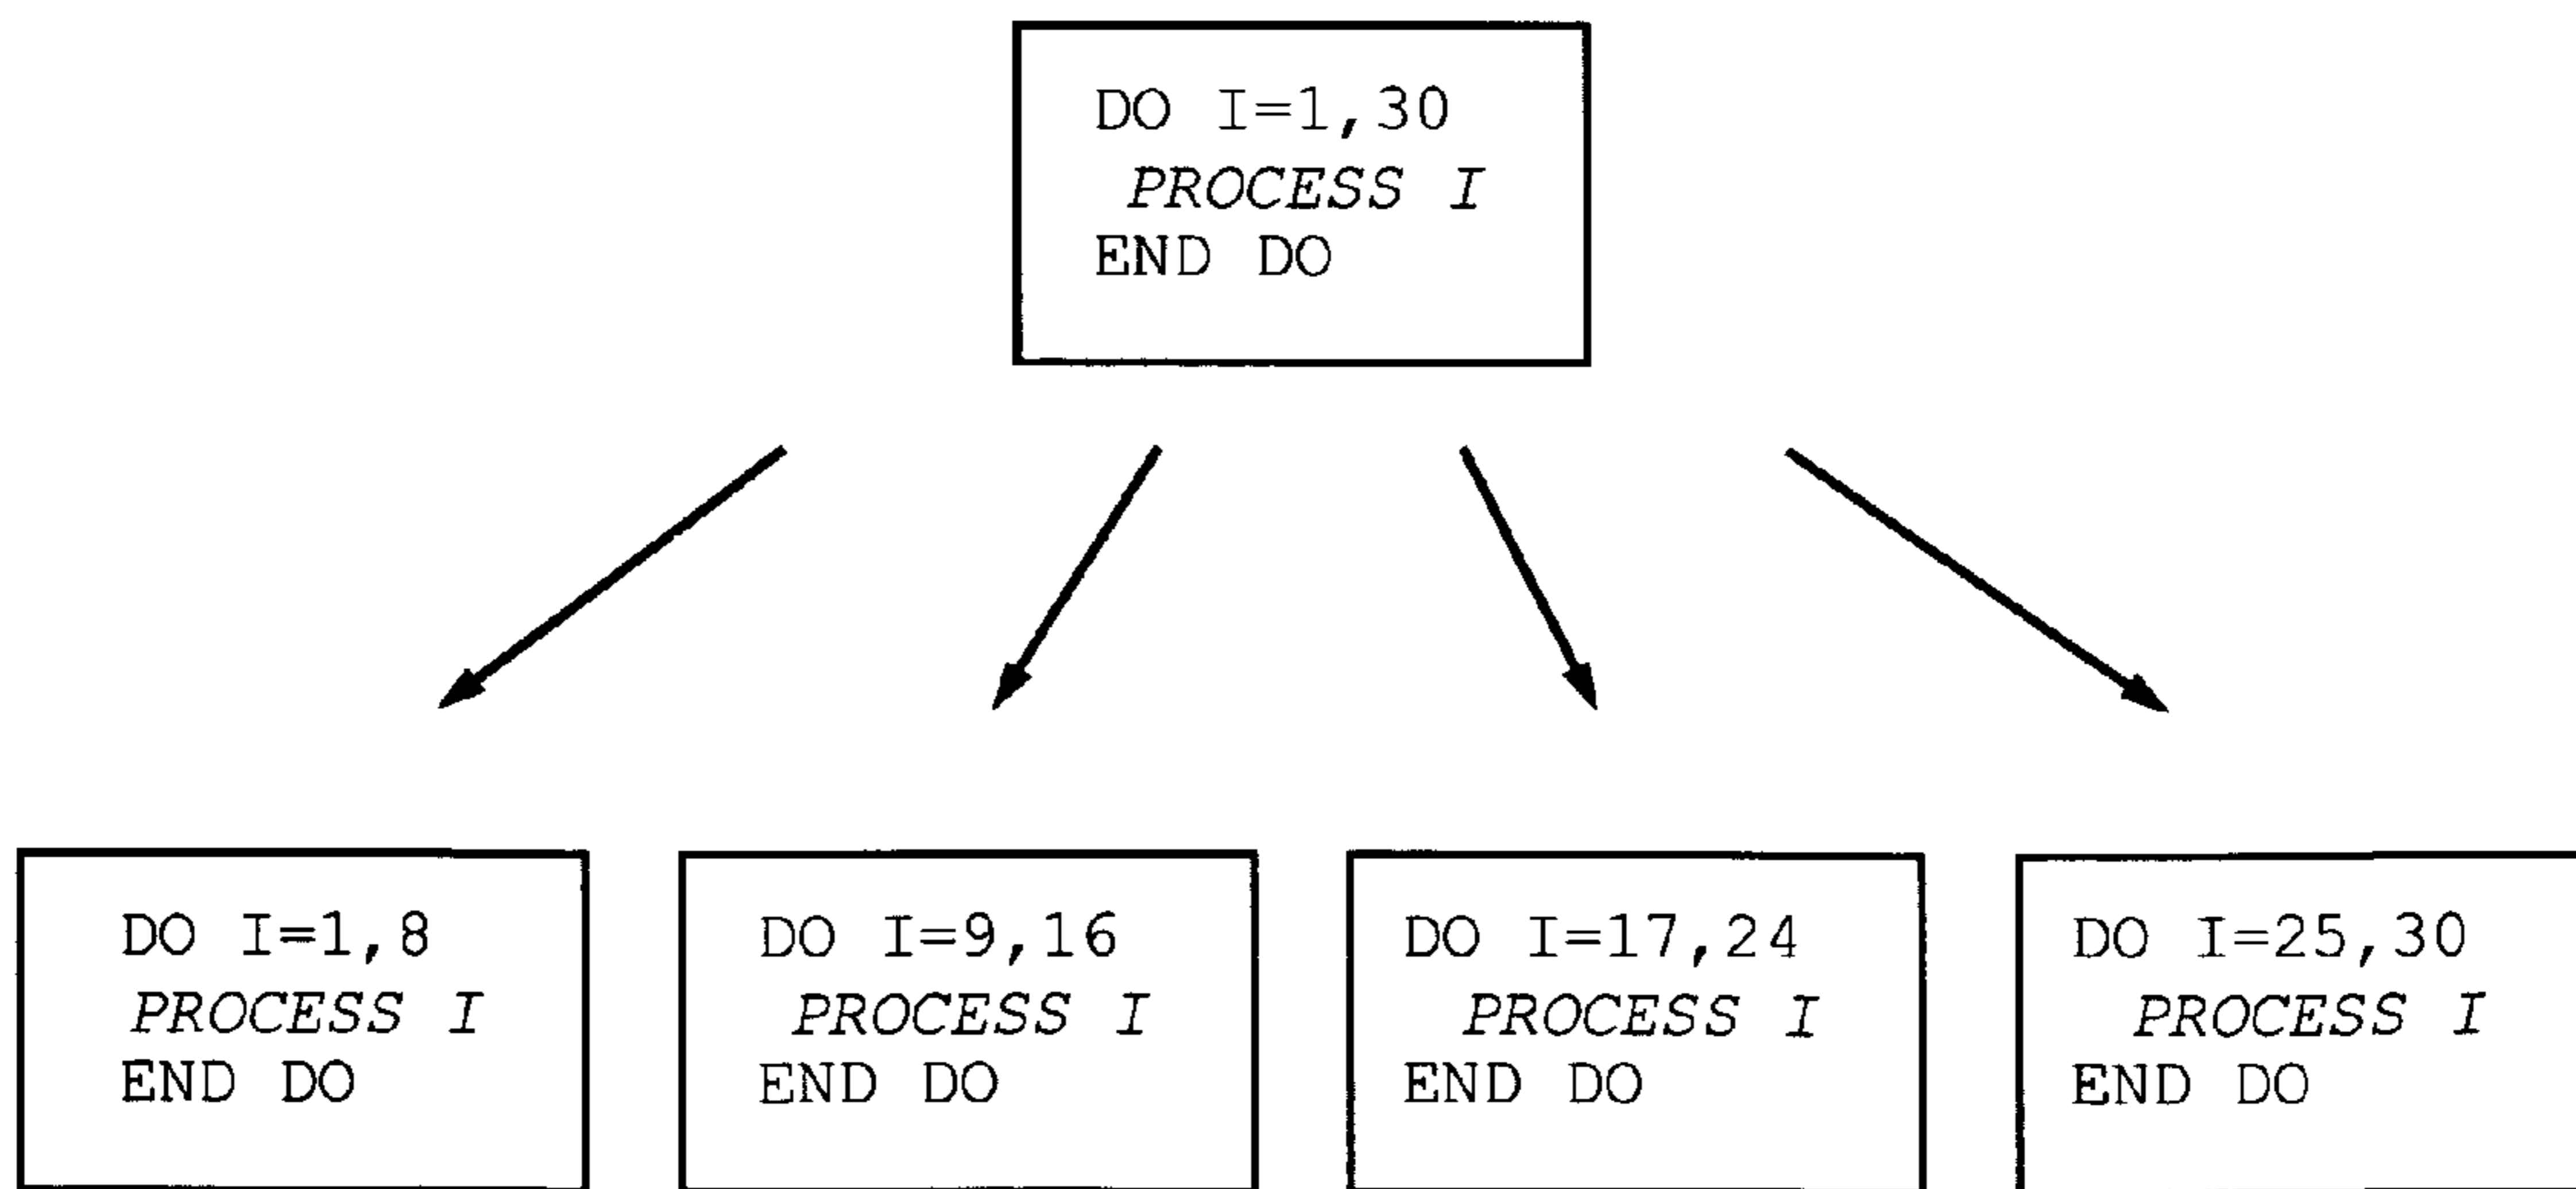 DO I=1,30
PROCESS I
END DO
DO I=1,8
PROCESS I
END DO
DO I=9,16
PROCESS I
END DO
DO I=17,24
PROCESS I
END DO
DO I=25,30
PROCESS I
END DO